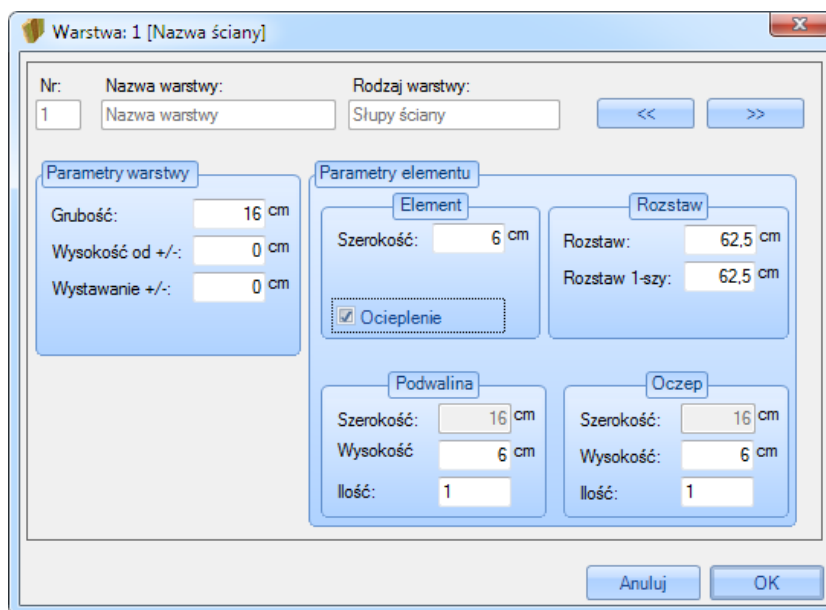 Warstwa: 1 [Nazwa ściany]
Nr: Nazwa warstwy: Rodzaj warstwy:
1 Nazwa warstwy Słupy ściany << >>
Parametry warstwy
Grubość: 16 cm
Wysokość od +/-: 0 cm
Wystawanie +/-: 0 cm
Parametry elementu
Element
Szerokość: 6 cm
Ocieplenie
Rozstaw
Rozstaw: 62,5 cm
Rozstaw 1-szy: 62,5 cm
Podwalina
Szerokość: 16 cm
Wysokość 6 cm
Ilość: 1
Oczep
Szerokość: 16 cm
Wysokość: 6 cm
Ilość: 1
Anuluj OK